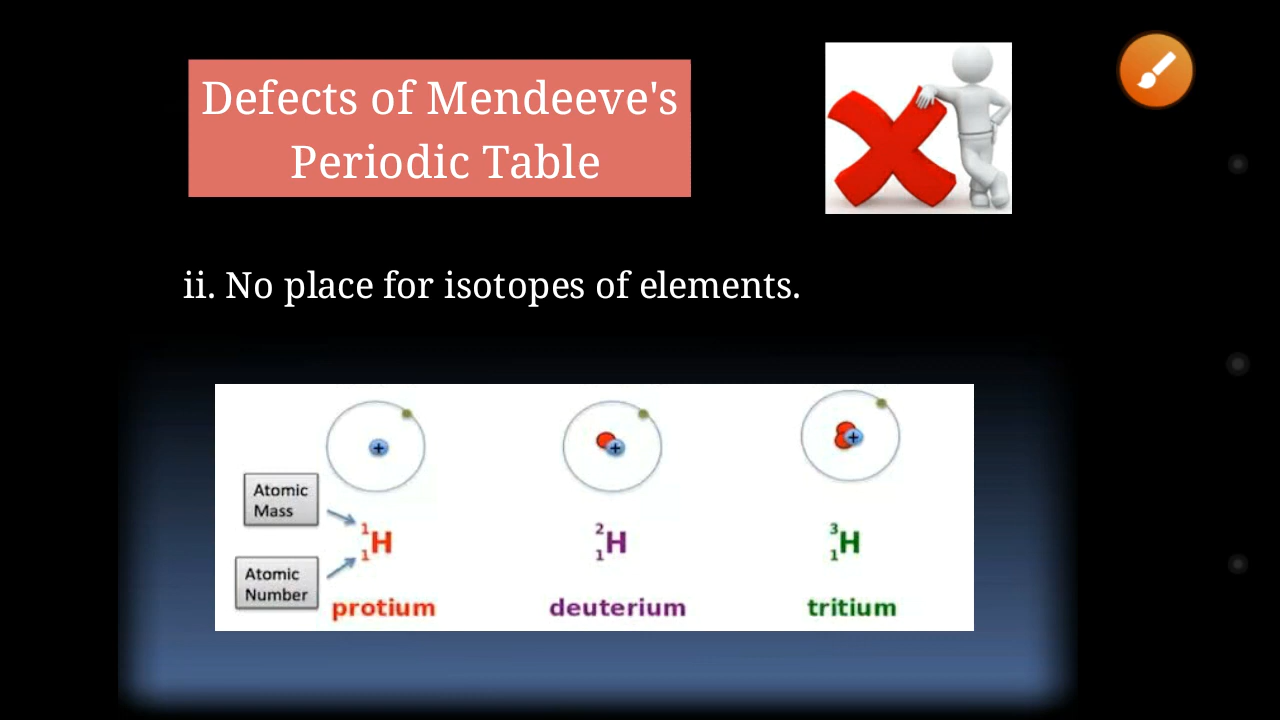 Defects of Mendeeve's
Periodic Table
ii. No place for isotopes of elements.
+
+
+
Atomic
Mass
Atomic
Number
1
1H
2
1H
3
1H
protium
deuterium
tritium